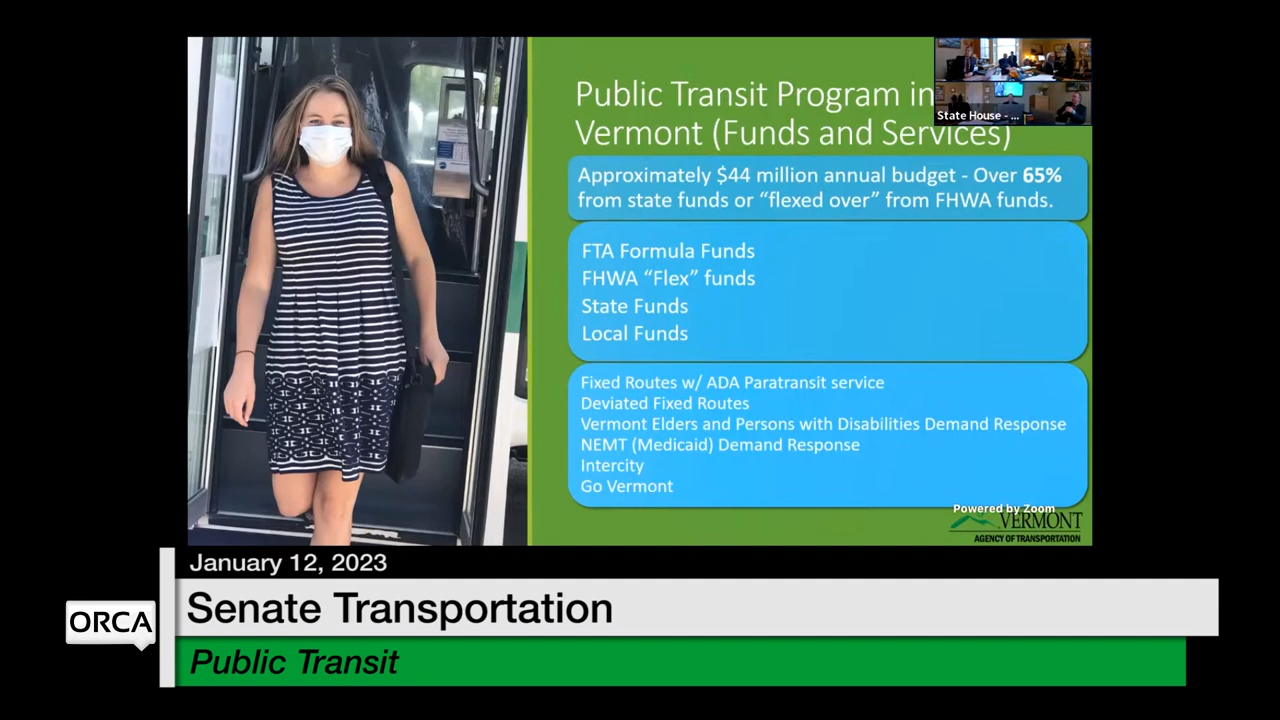 Public Transit Program in
Vermont (Funds and Services)
State House - ...
Approximately $44 million annual budget - Over 65%
from state funds or “flexed over” from FHWA funds.
FTA Formula Funds
FHWA “Flex” funds
State Funds
Local Funds
Fixed Routes w/ ADA Paratransit service
Deviated Fixed Routes
Vermont Elders and Persons with Disabilities Demand Response
NEMT (Medicaid) Demand Response
Intercity
Go Vermont
Powered by Zoom
VERMONT
AGENCY OF TRANSPORTATION
January 12, 2023
ORCA
Senate Transportation
Public Transit